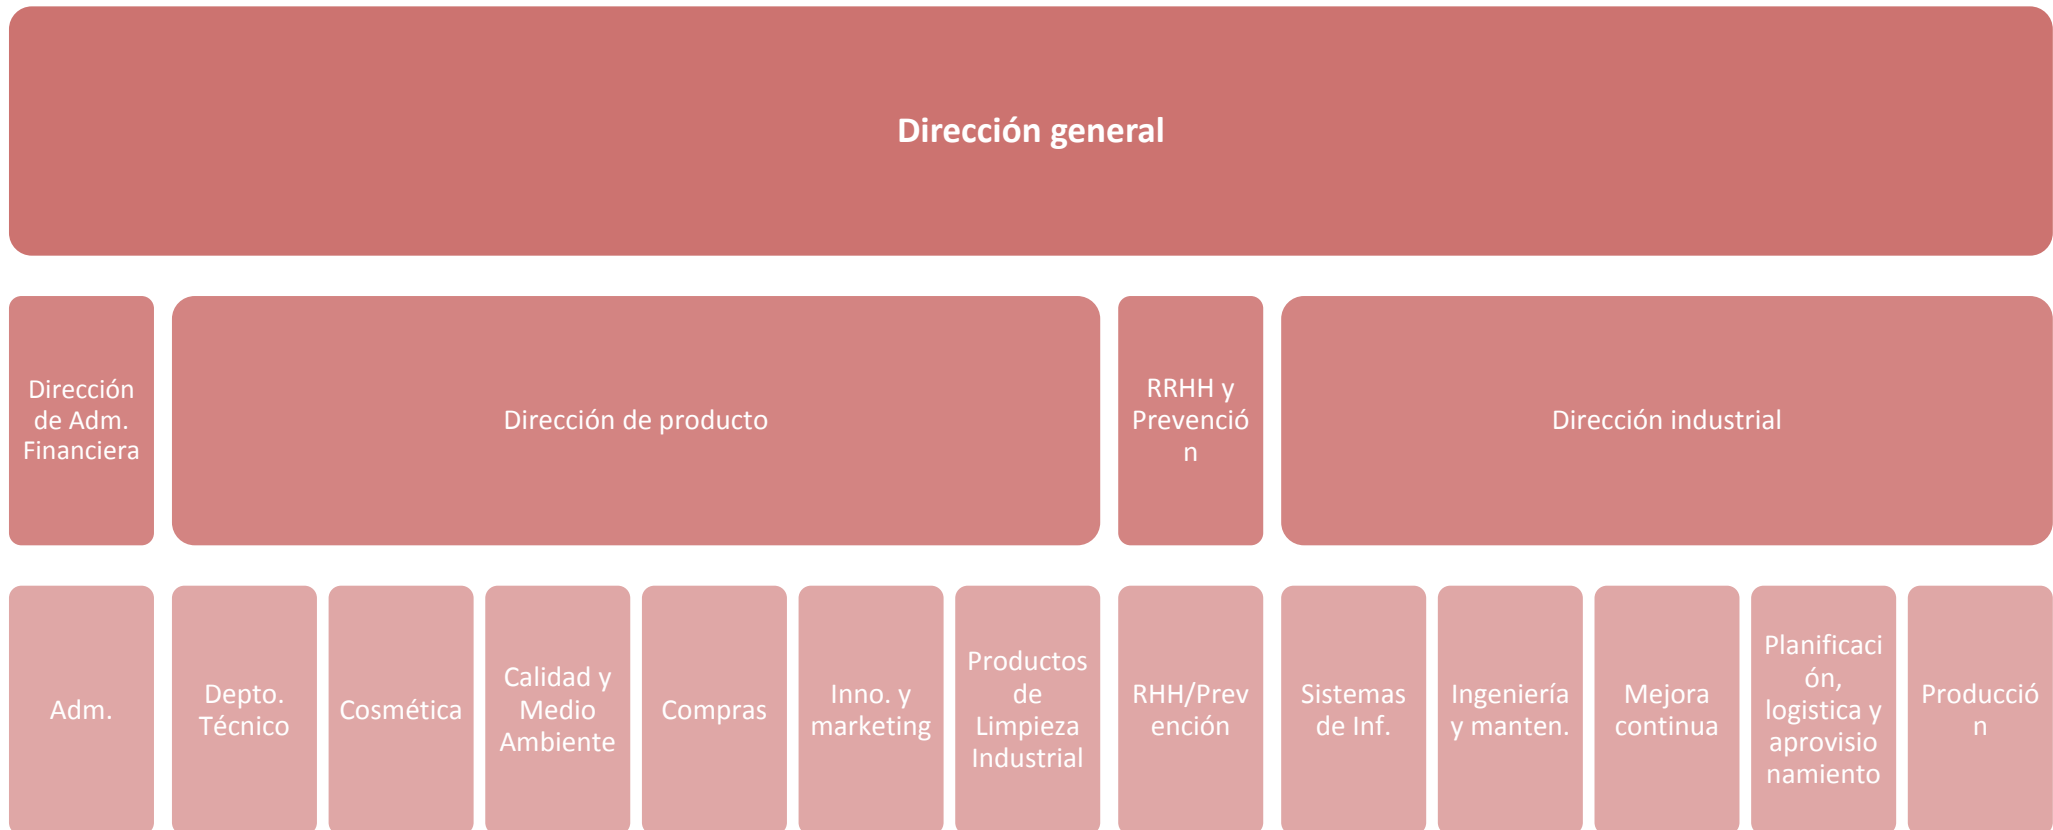 Dirección general
Dirección
de Adm.
Financiera
Dirección de producto
RRHH y
Prevenció
n
Dirección industrial
Adm.
Depto.
Técnico
Cosmética
Calidad y
Medio
Ambiente
Compras
Inno. y
marketing
Productos
de
Limpieza
Industrial
RHH/Prev
ención
Sistemas
de Inf.
Ingeniería
y manten.
Mejora
continua
Planificaci
ón,
logistica y
aprovisio
namiento
Producció
n